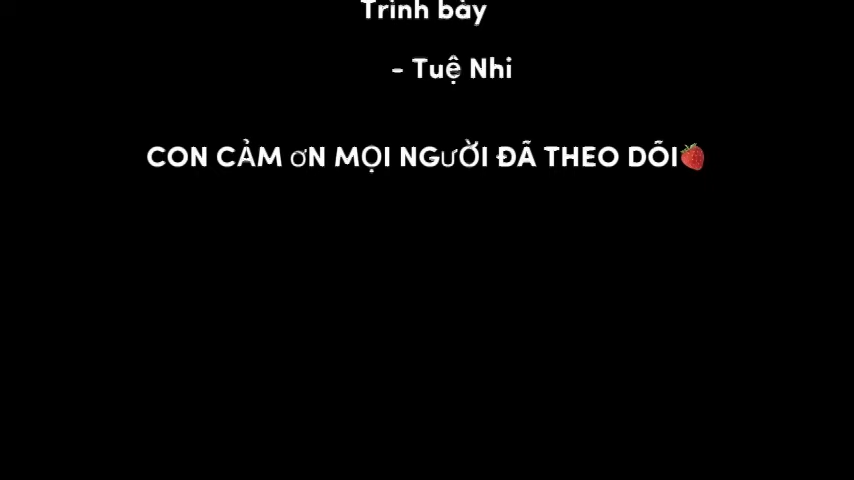 Trình bày
- Tuệ Nhi
CON CẢM ơN MỌI NGưỜI ĐÃ THEO DÕI🍓